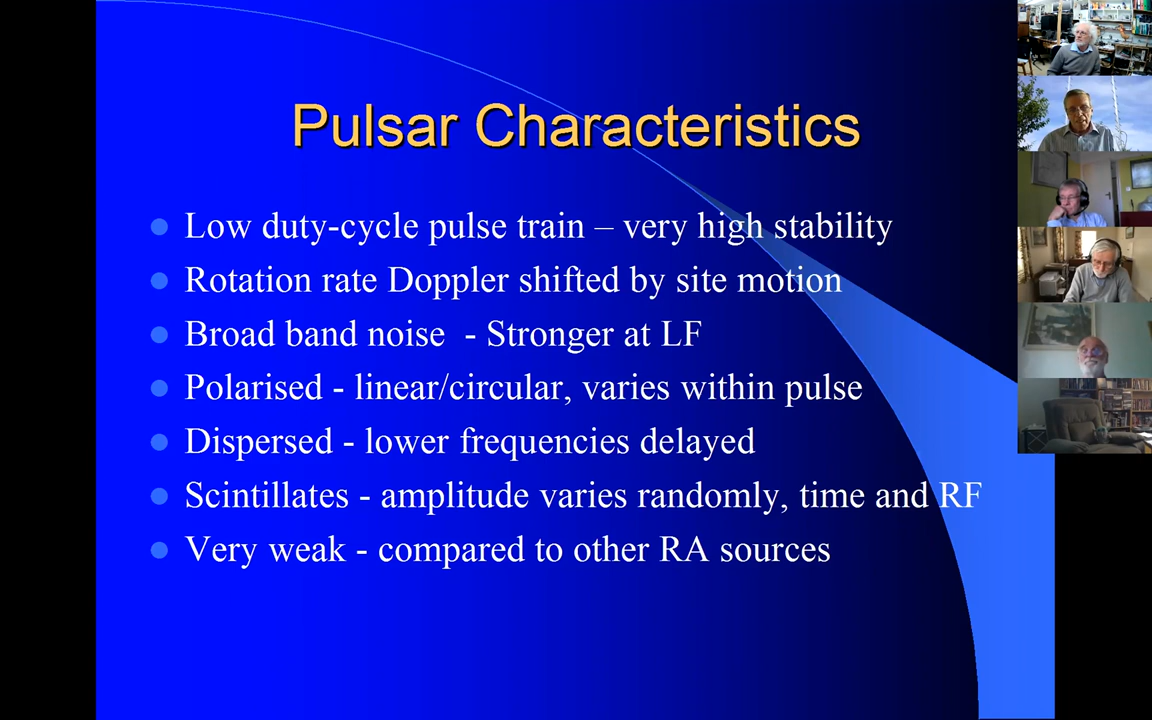 Pulsar Characteristics
Low duty-cycle pulse train – very high stability
Rotation rate Doppler shifted by site motion
Broad band noise - Stronger at LF
Polarised - linear/circular, varies within pulse
Dispersed - lower frequencies delayed
Scintillates - amplitude varies randomly, time and RF
Very weak - compared to other RA sources